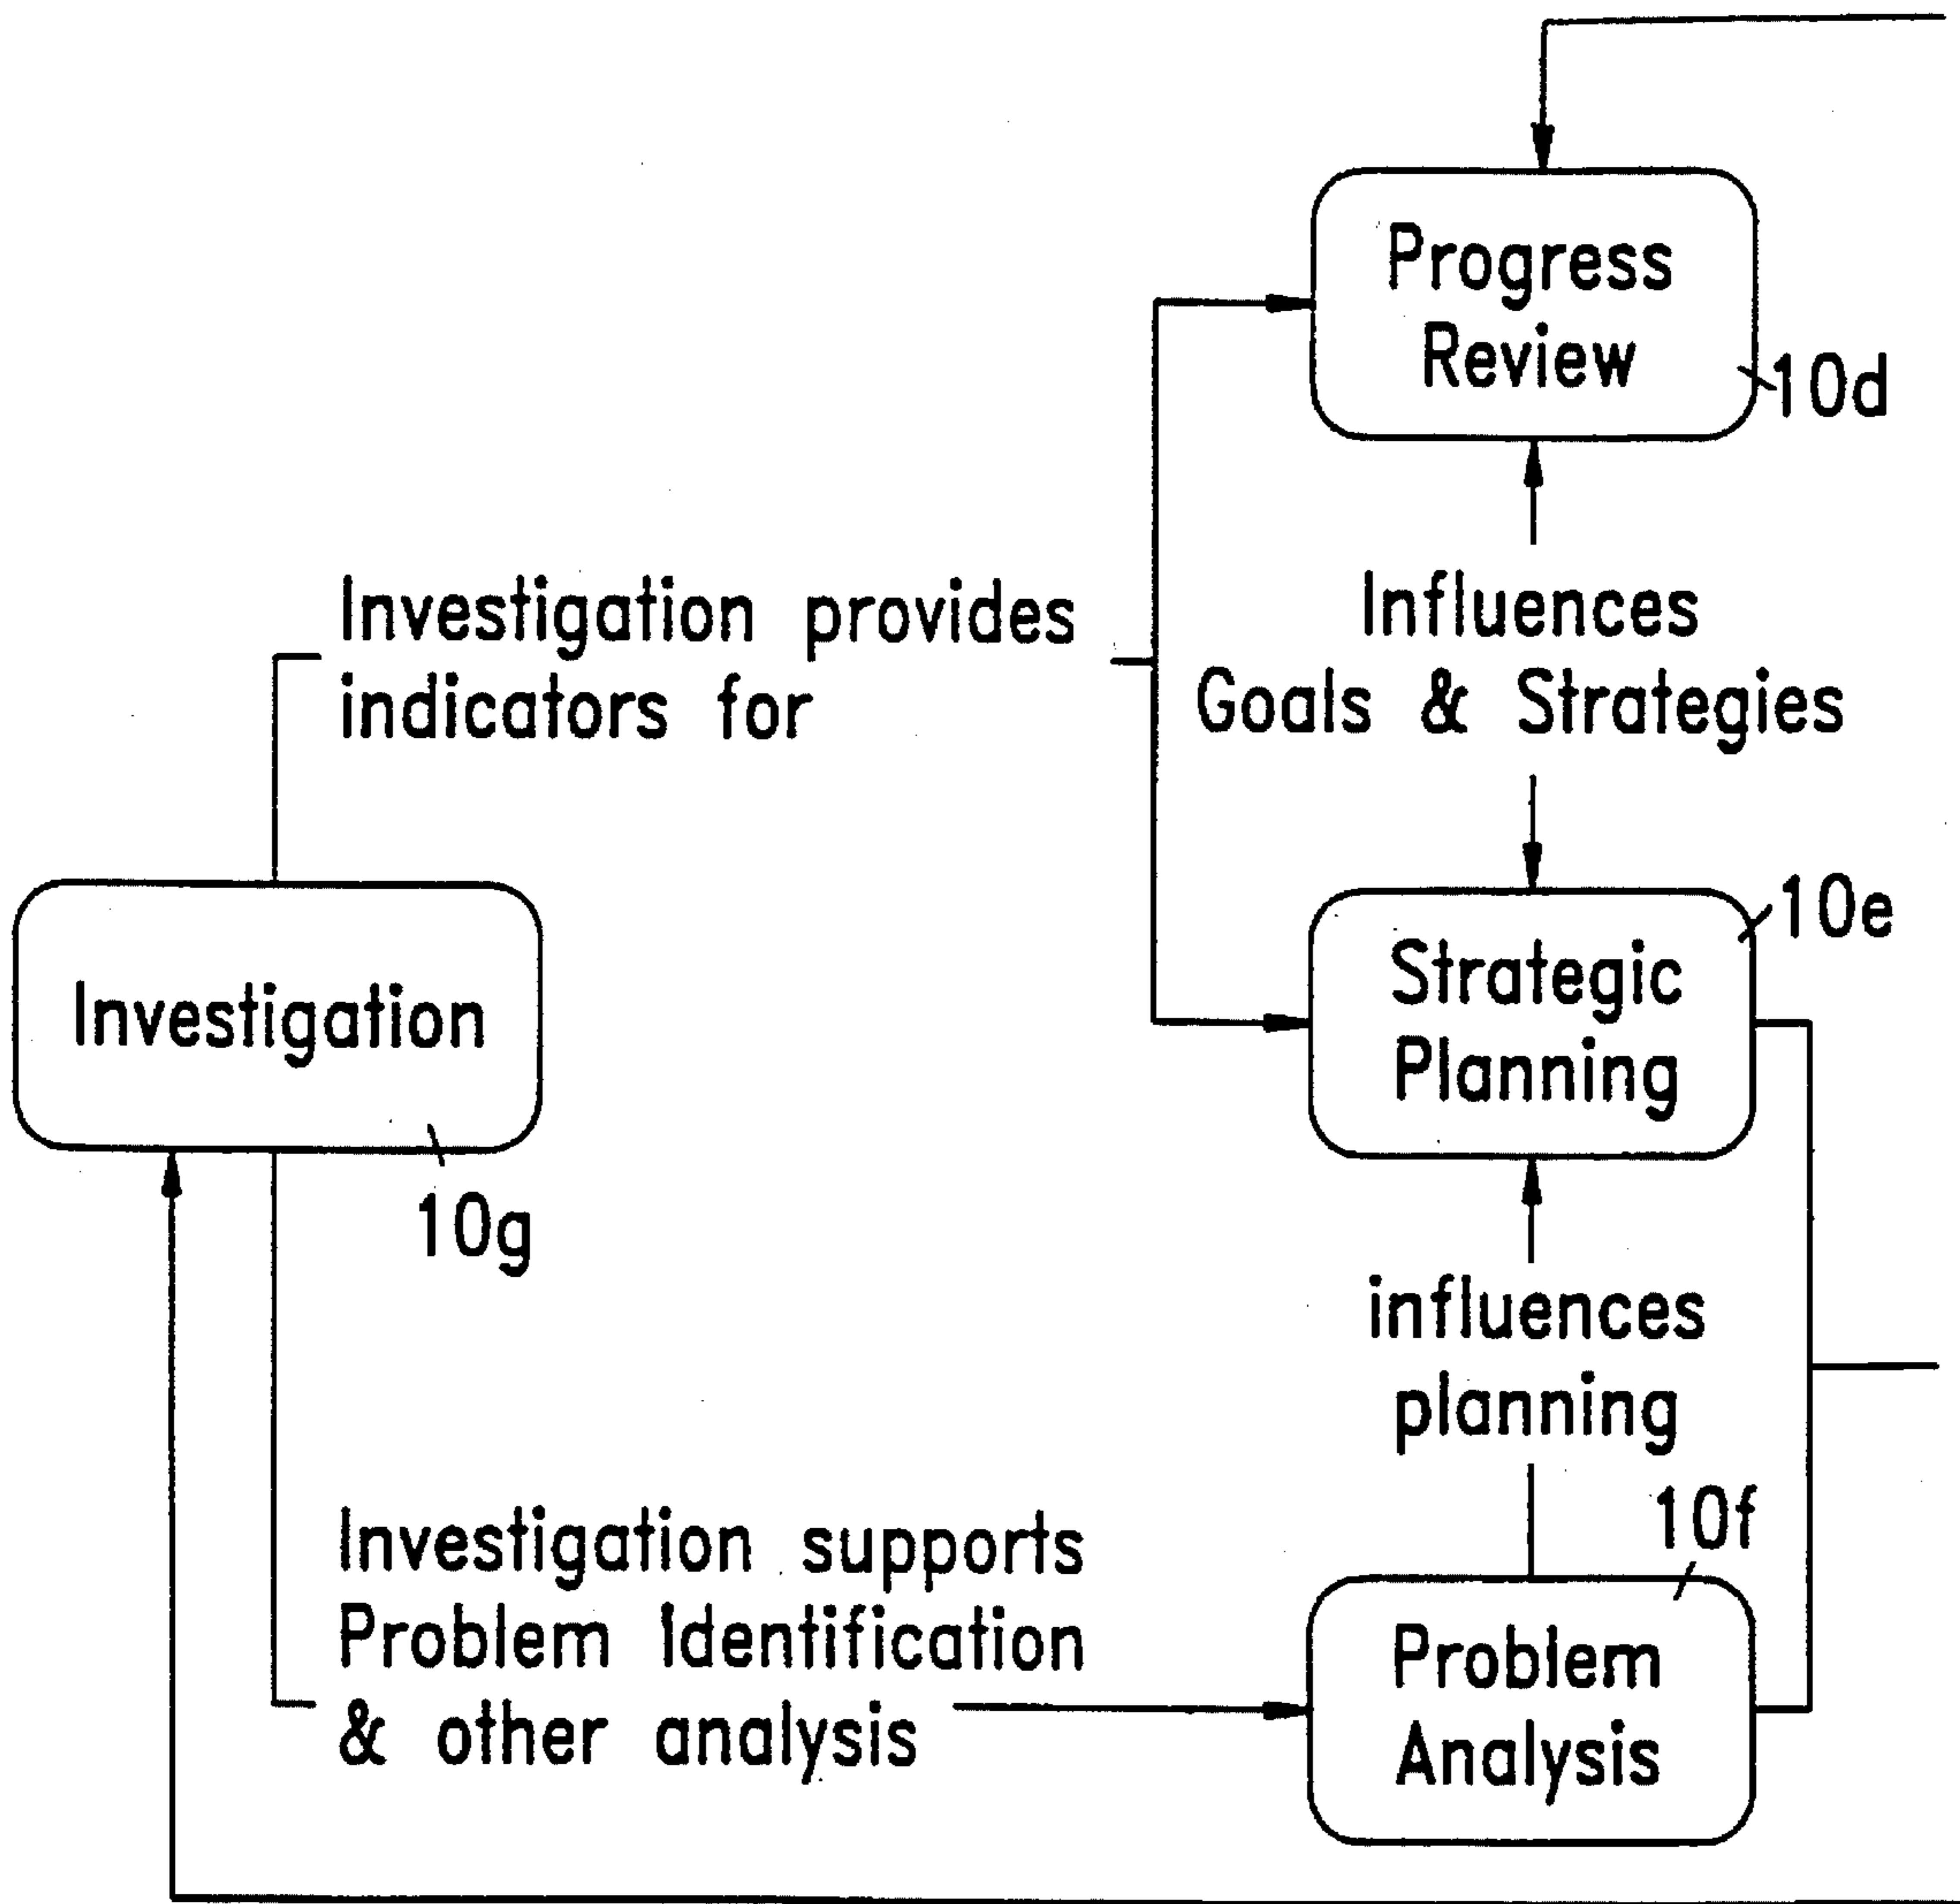 Progress
Review
10d
Investigation provides
indicators for
Influences
Goals & Strategies
10e
Strategic
Planning
Investigation
10g
influences
planning
10f
Investigation supports
Problem Identification
& other analysis
Problem
Analysis